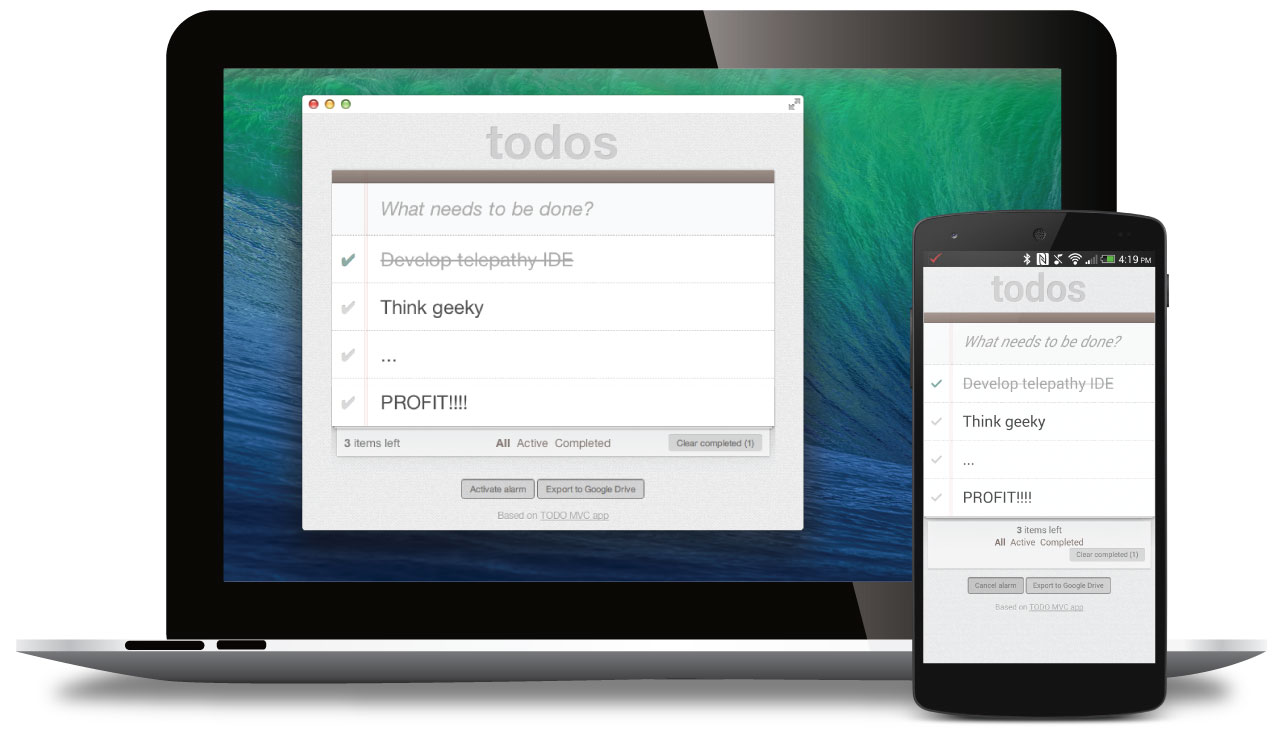 todos
What needs to be done?
Develop telepathy IDE
Think geeky
...
PROFIT!!!!
3 items left All Active Completed Clear completed (1)
Activate alarm Export to Google Drive
Based on TODO MVC app
4:19 PM
todos
What needs to be done?
Develop telepathy IDE
Think geeky
...
PROFIT!!!!
3 items left
All Active Completed
Clear completed (1)
Cancel alarm Export to Google Drive
Based on TODO MVC app